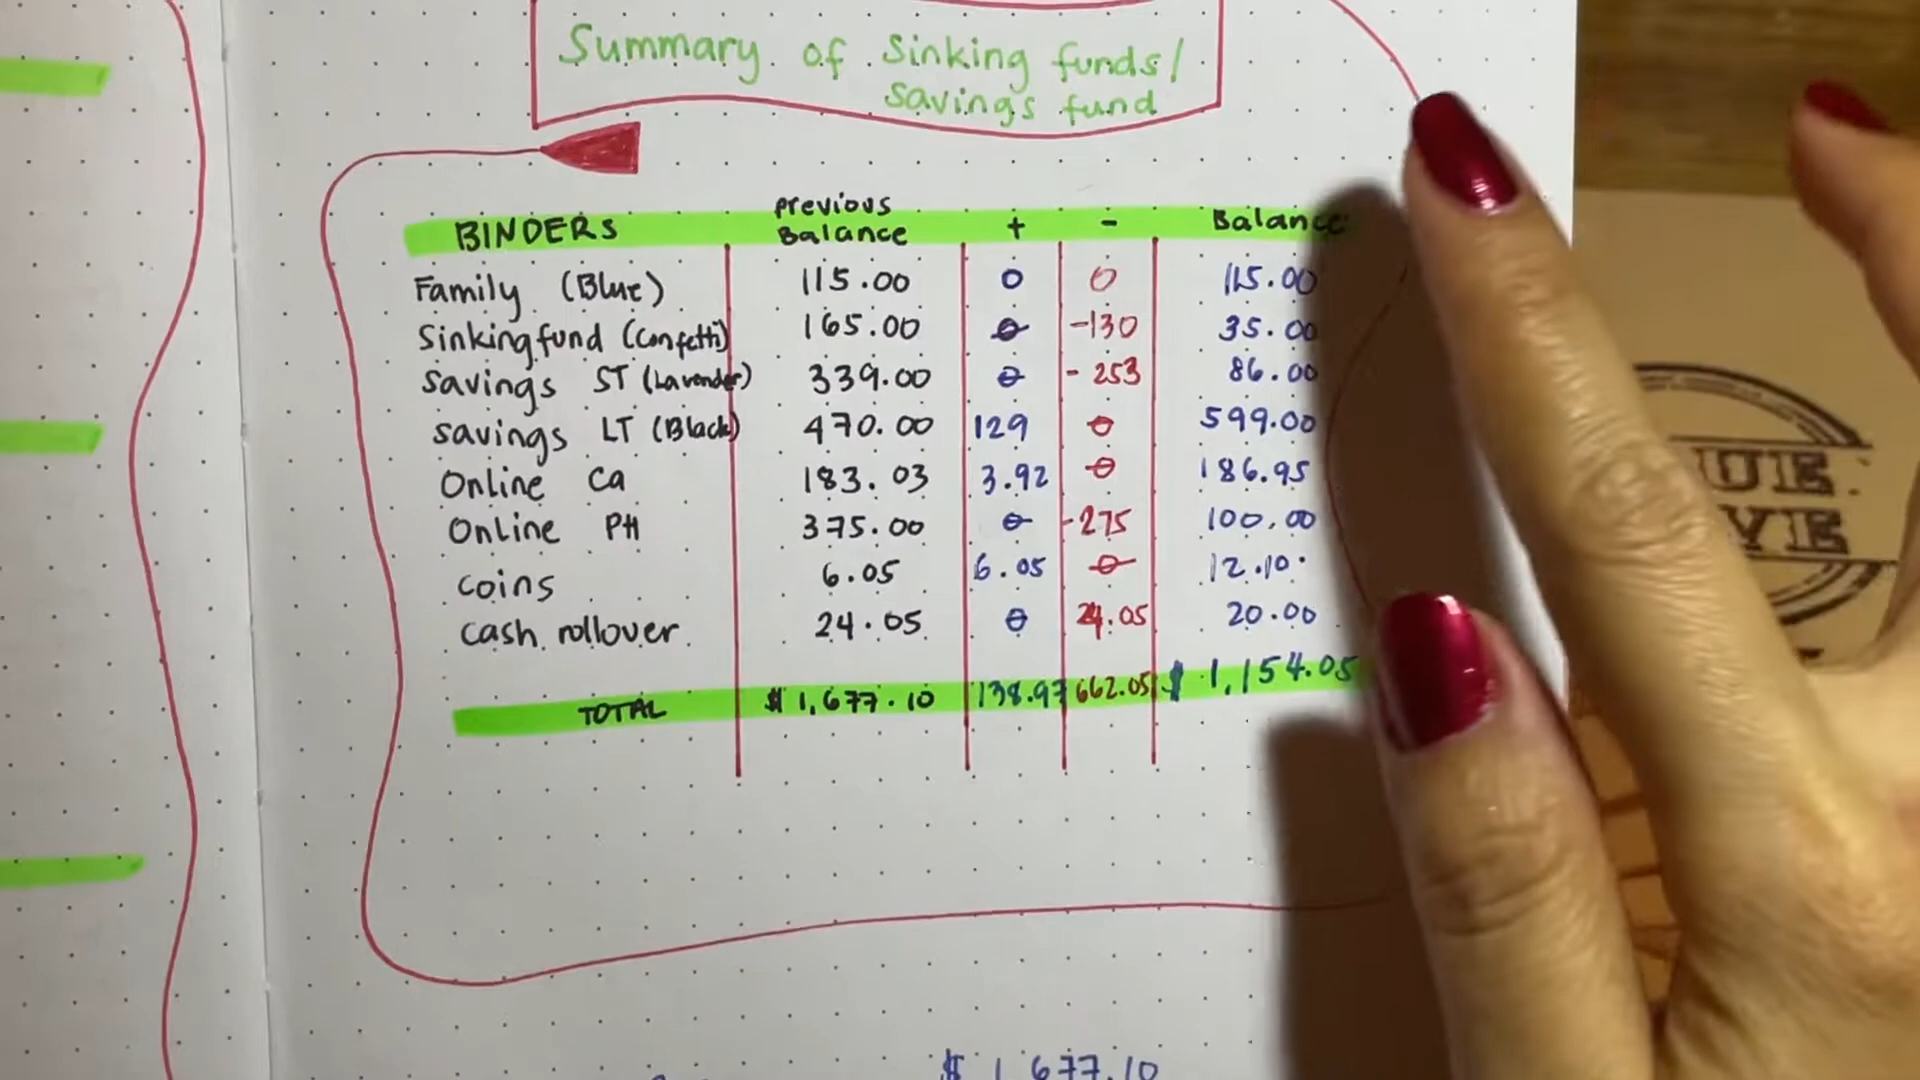 Summary of Sinking funds/
savings fund
BINDERS previous Balance + - Balance
Family (Blue) 115.00 0 0 115.00
Sinking fund (Confetti) 165.00 0 -130 35.00
Savings ST (Lavender) 339.00 0 - 253 86.00
savings LT (Black) 470.00 129 0 599.00
Online Ca 183.03 3.92 0 186.95
Online PH 375.00 0 -275 100.00
coins 6.05 6.05 0 12.10
cash rollover 24.05 0 24.05 20.00
TOTAL $ 1,677.10 138.97 662.05 $ 1,154.05
$ 1,677.10